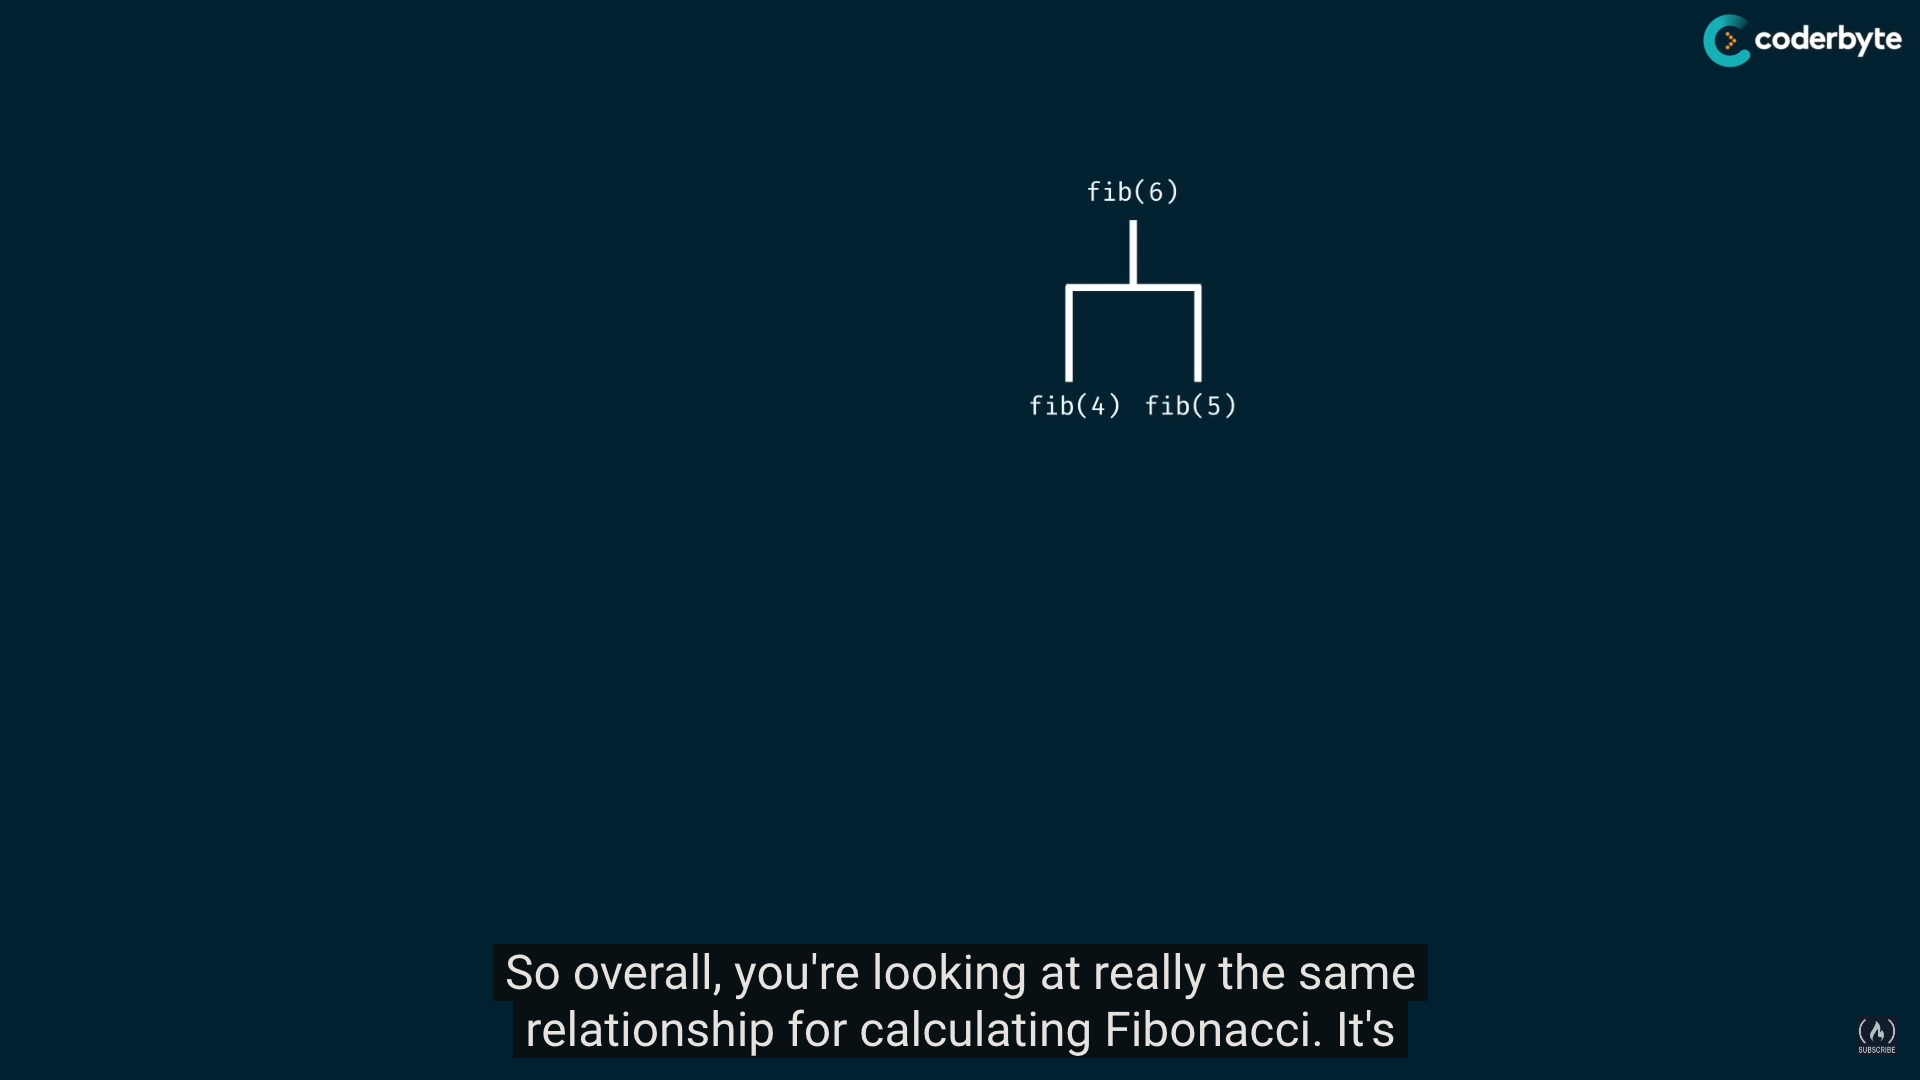 coderbyte
fib(6)
fib(4) fib(5)
So overall, you're looking at really the same
relationship for calculating Fibonacci. It's
SUBSCRIBE